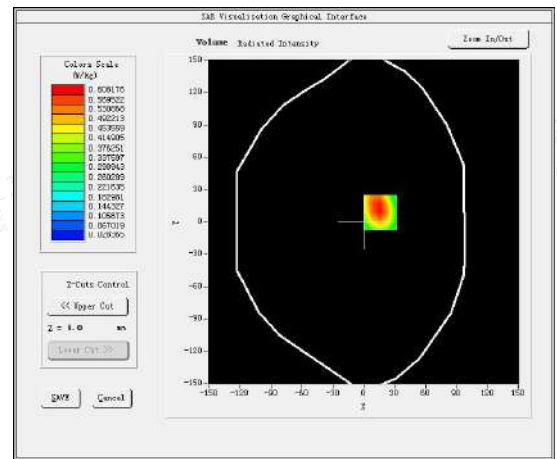 SAR Visualisation Graphical Interface
Volume Radiated Intensity
Zoom In/Out
Colors Scale
(W/Kg)
0.608176
0.569522
0.530868
0.492213
0.453559
0.414905
0.376251
0.337597
0.298943
0.260289
0.221635
0.182981
0.144327
0.105673
0.067019
0.028365
150
120
90
60
30
0
-30
-60
-90
-120
-150
-150 -120 -90 -60 -30 0 30 60 90 120 150
X
Z-Cuts Control
<< Upper Cut
Z = 4.0 mm
Lower Cut >>
SAVE Cancel